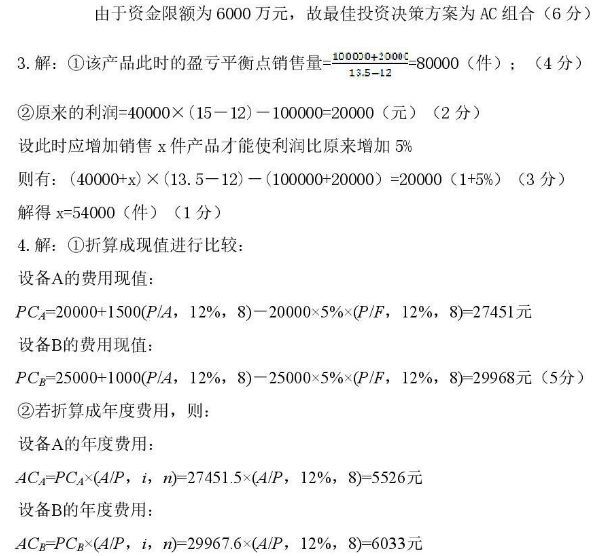 由于资金限额为6000万元，故最佳投资决策方案为AC组合（6分）
3.解：①该产品此时的盈亏平衡点销售量=100000+20000/13.5−12=80000（件）；（4分）
②原来的利润=40000×(15−12)−100000=20000（元）（2分）
设此时应增加销售x件产品才能使利润比原来增加5%
则有：(40000+x)×(13.5−12)−(100000+20000）=20000（1+5%）（3分）
解得x=54000（件）（1分）
4.解：①折算成现值进行比较：
设备A的费用现值：
PCA=20000+1500(P/A，12%，8)−20000×5%×(P/F，12%，8)=27451元
设备B的费用现值：
PCB=25000+1000(P/A，12%，8)−25000×5%×(P/F，12%，8)=29968元（5分）
②若折算成年度费用，则：
设备A的年度费用：
ACA=PCA×(A/P，i，n)=27451.5×(A/P，12%，8)=5526元
设备B的年度费用：
ACB=PCB×(A/P，i，n)=29967.6×(A/P，12%，8)=6033元